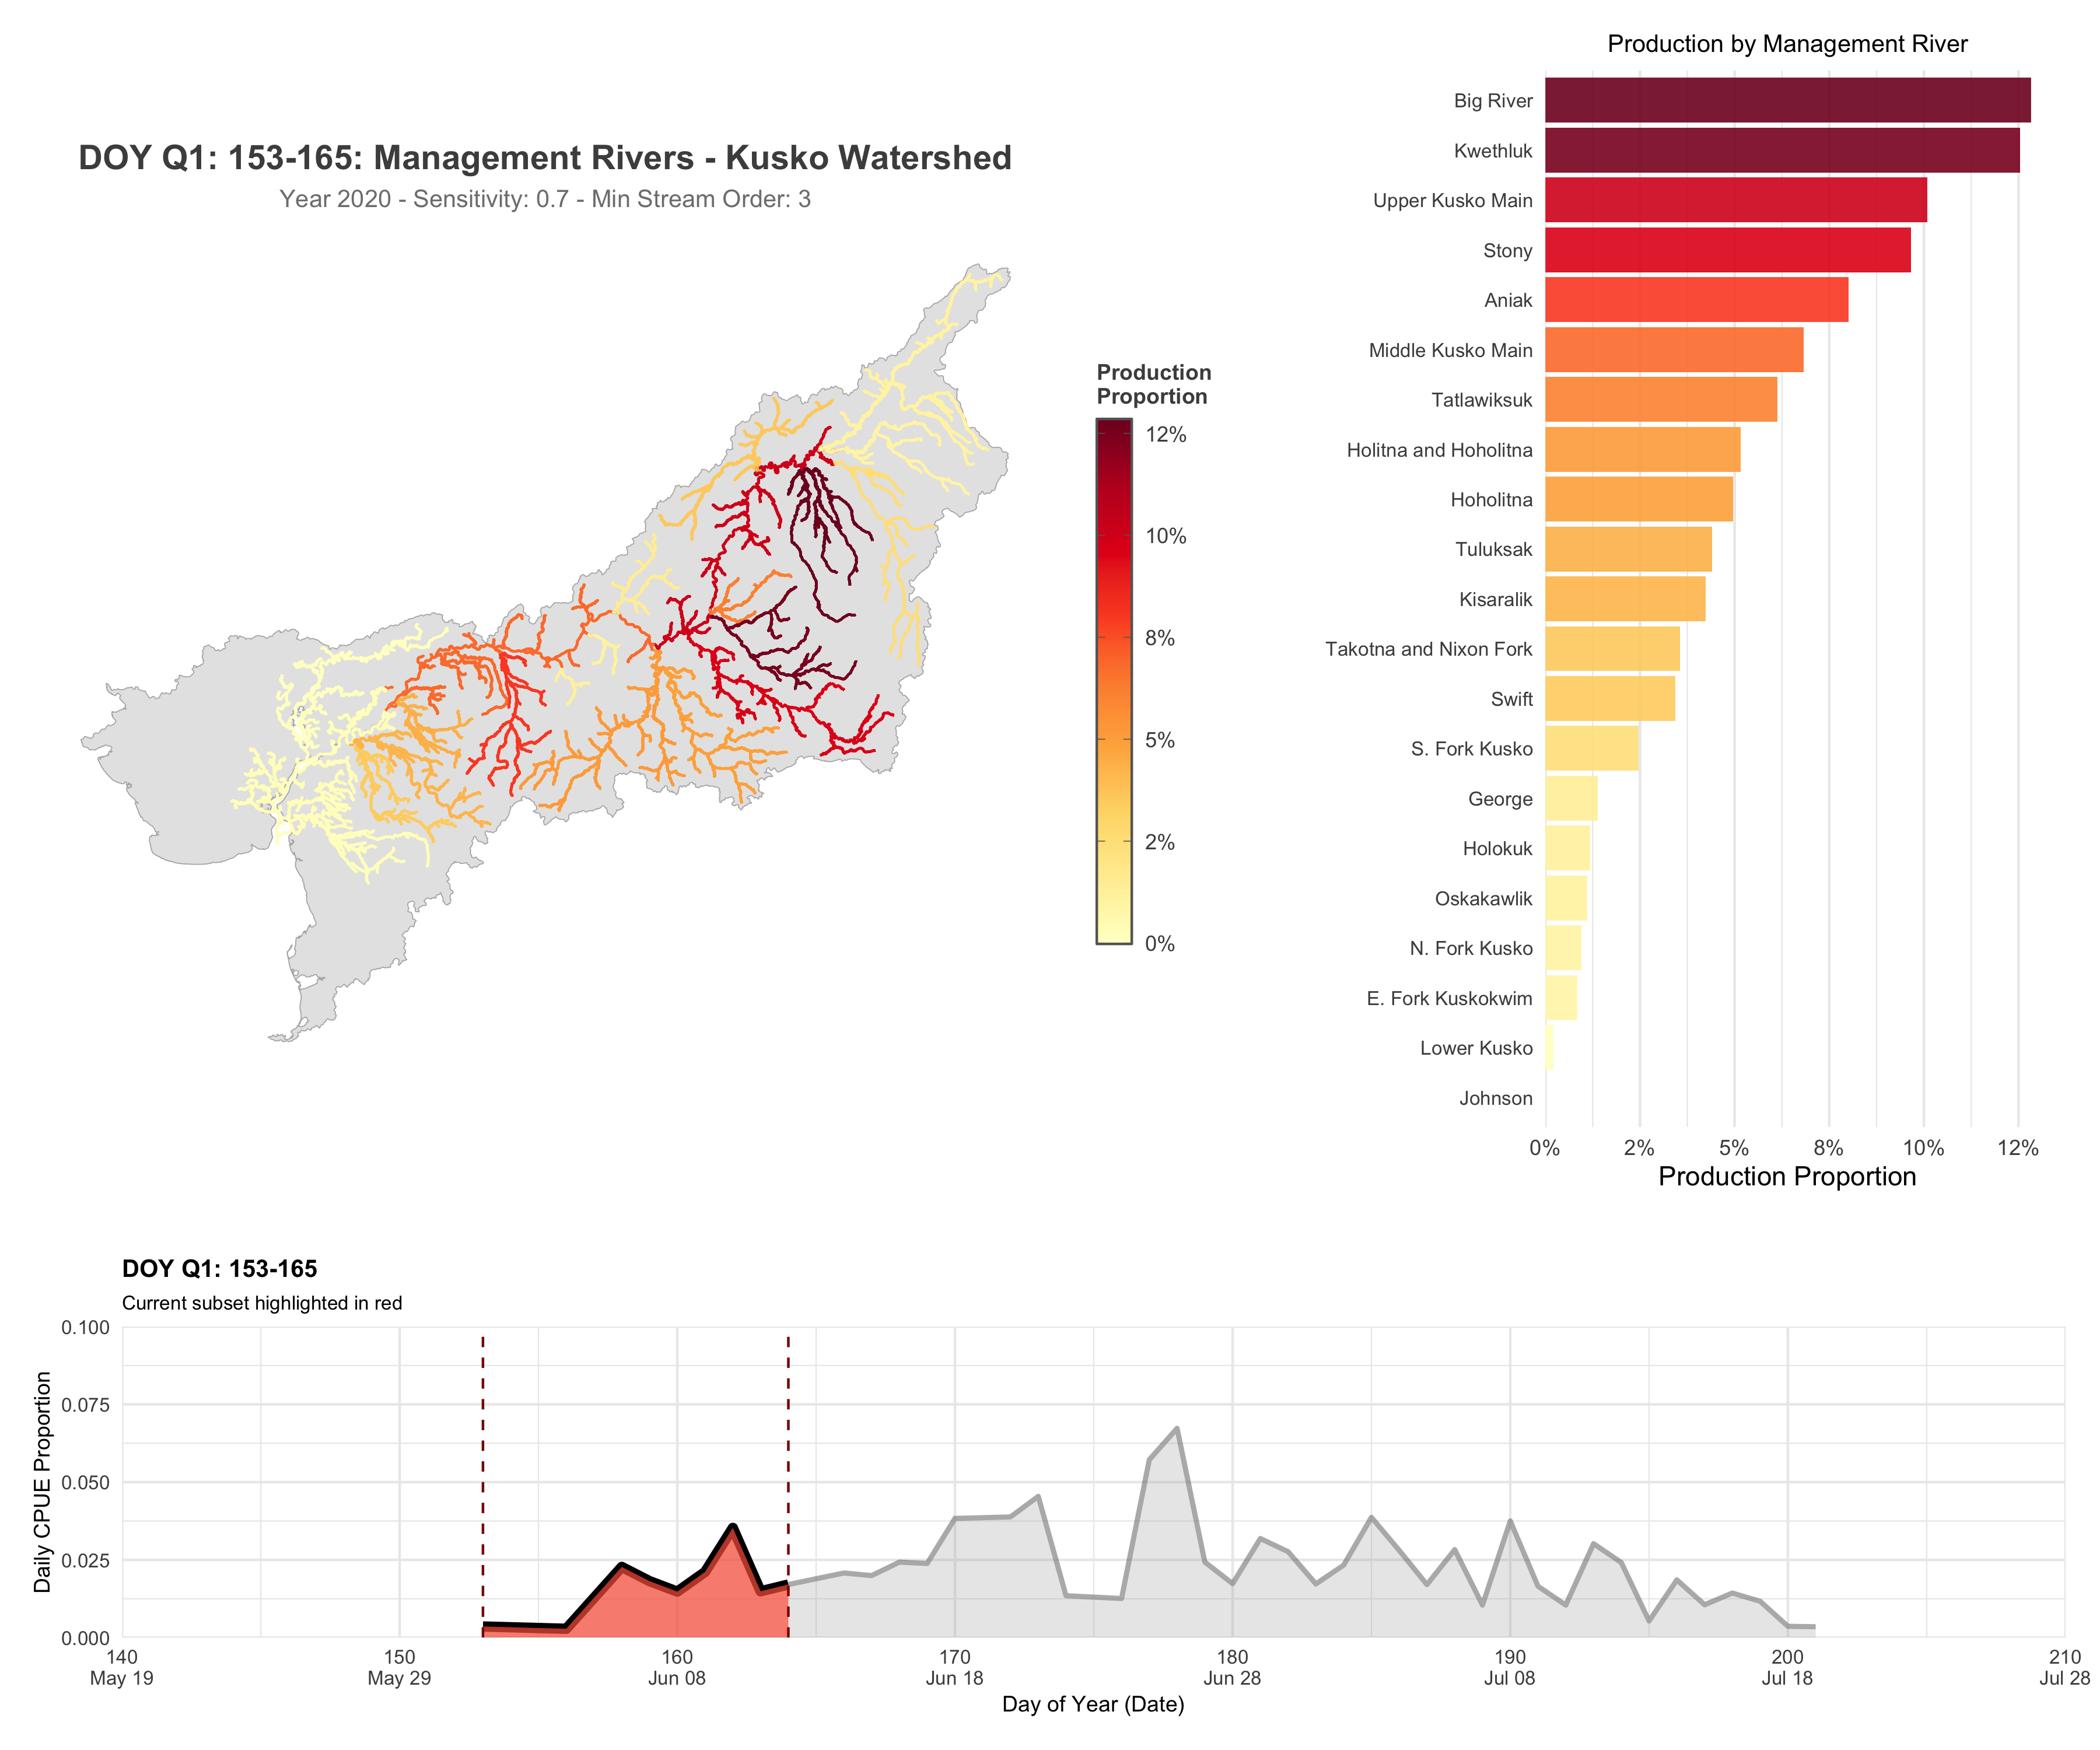 DOY Q1: 153-165: Management Rivers - Kusko Watershed
Year 2020 - Sensitivity: 0.7 - Min Stream Order: 3
Production
Proportion
12%
10%
8%
5%
2%
0%
Production by Management River
Big River
Kwethluk
Upper Kusko Main
Stony
Aniak
Middle Kusko Main
Tatlawiksuk
Holitna and Hoholitna
Hoholitna
Tuluksak
Kisaralik
Takotna and Nixon Fork
Swift
S. Fork Kusko
George
Holokuk
Oskakawlik
N. Fork Kusko
E. Fork Kuskokwim
Lower Kusko
Johnson
0% 2% 5% 8% 10% 12%
Production Proportion
DOY Q1: 153-165
Current subset highlighted in red
Daily CPUE Proportion
0.100
0.075
0.050
0.025
0.000
140 150 160 170 180 190 200 210
May 19 May 29 Jun 08 Jun 18 Jun 28 Jul 08 Jul 18 Jul 28
Day of Year (Date)